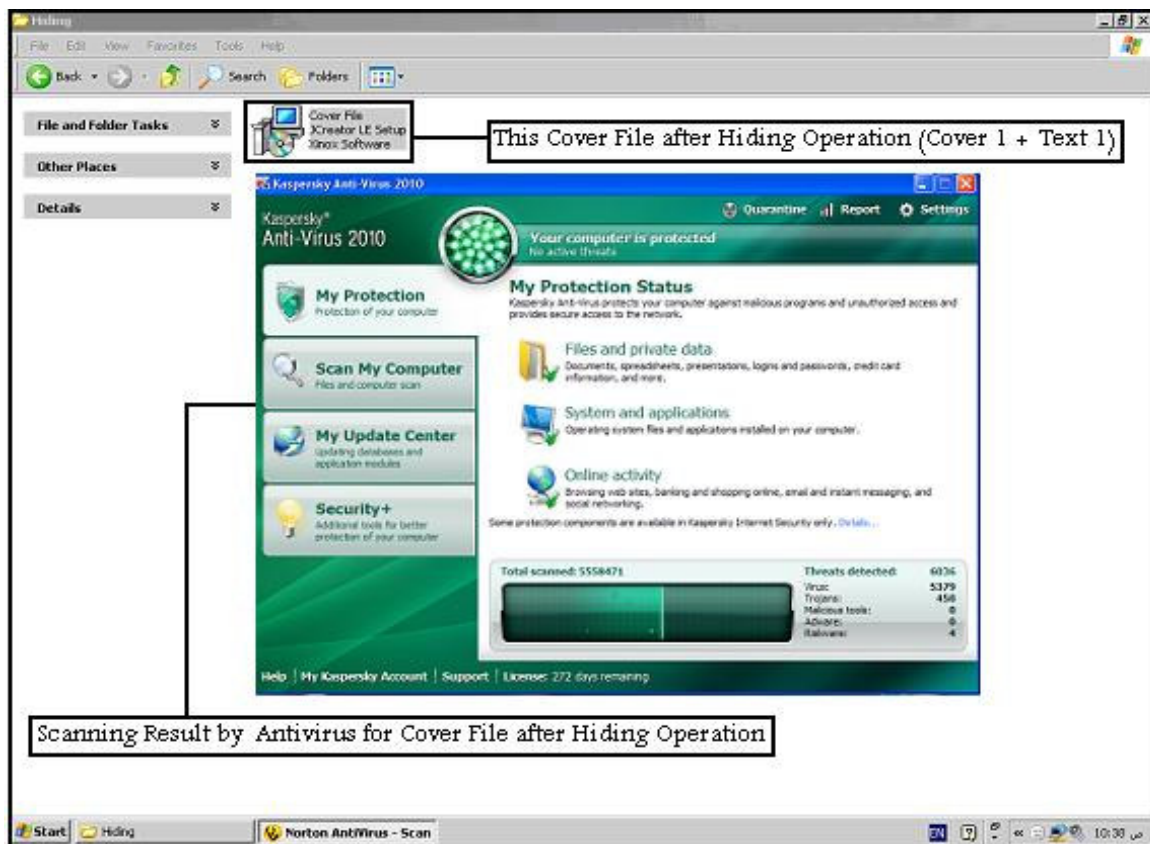 Hiding
File Edit View Favorites Tools Help
Back Search Folders
File and Folder Tasks
Other Places
Details
Cover File
JCreator LE Setup
Xinox Software
This Cover File after Hiding Operation (Cover 1 + Text 1)
Kaspersky Anti-Virus 2010
Kaspersky
Anti-Virus 2010
Quarantine Report Settings
Your computer is protected
No active threats
My Protection
Protection of your computer
Scan My Computer
Files and computer scan
My Update Center
Updating databases and
application modules
Security+
Additional tools for better
protection of your computer
My Protection Status
Kaspersky Anti-Virus protects your computer against malicious programs and unauthorized access and
provides secure access to the network.
Files and private data
Documents, spreadsheets, presentations, logins and passwords, credit card
information, and more.
System and applications
Operating system files and applications installed on your computer.
Online activity
Browsing web sites, banking and shopping online, email and instant messaging, and
social networking.
Some protection components are available in Kaspersky Internet Security only. Details...
Total scanned: 5558471
Threats detected: 6036
Virus: 5379
Trojans: 458
Malicious tools: 0
Adware: 0
Riskware: 4
Help | My Kaspersky Account | Support | License: 272 days remaining
Scanning Result by Antivirus for Cover File after Hiding Operation
Start Hiding Norton AntiVirus - Scan EN 10:38 ص